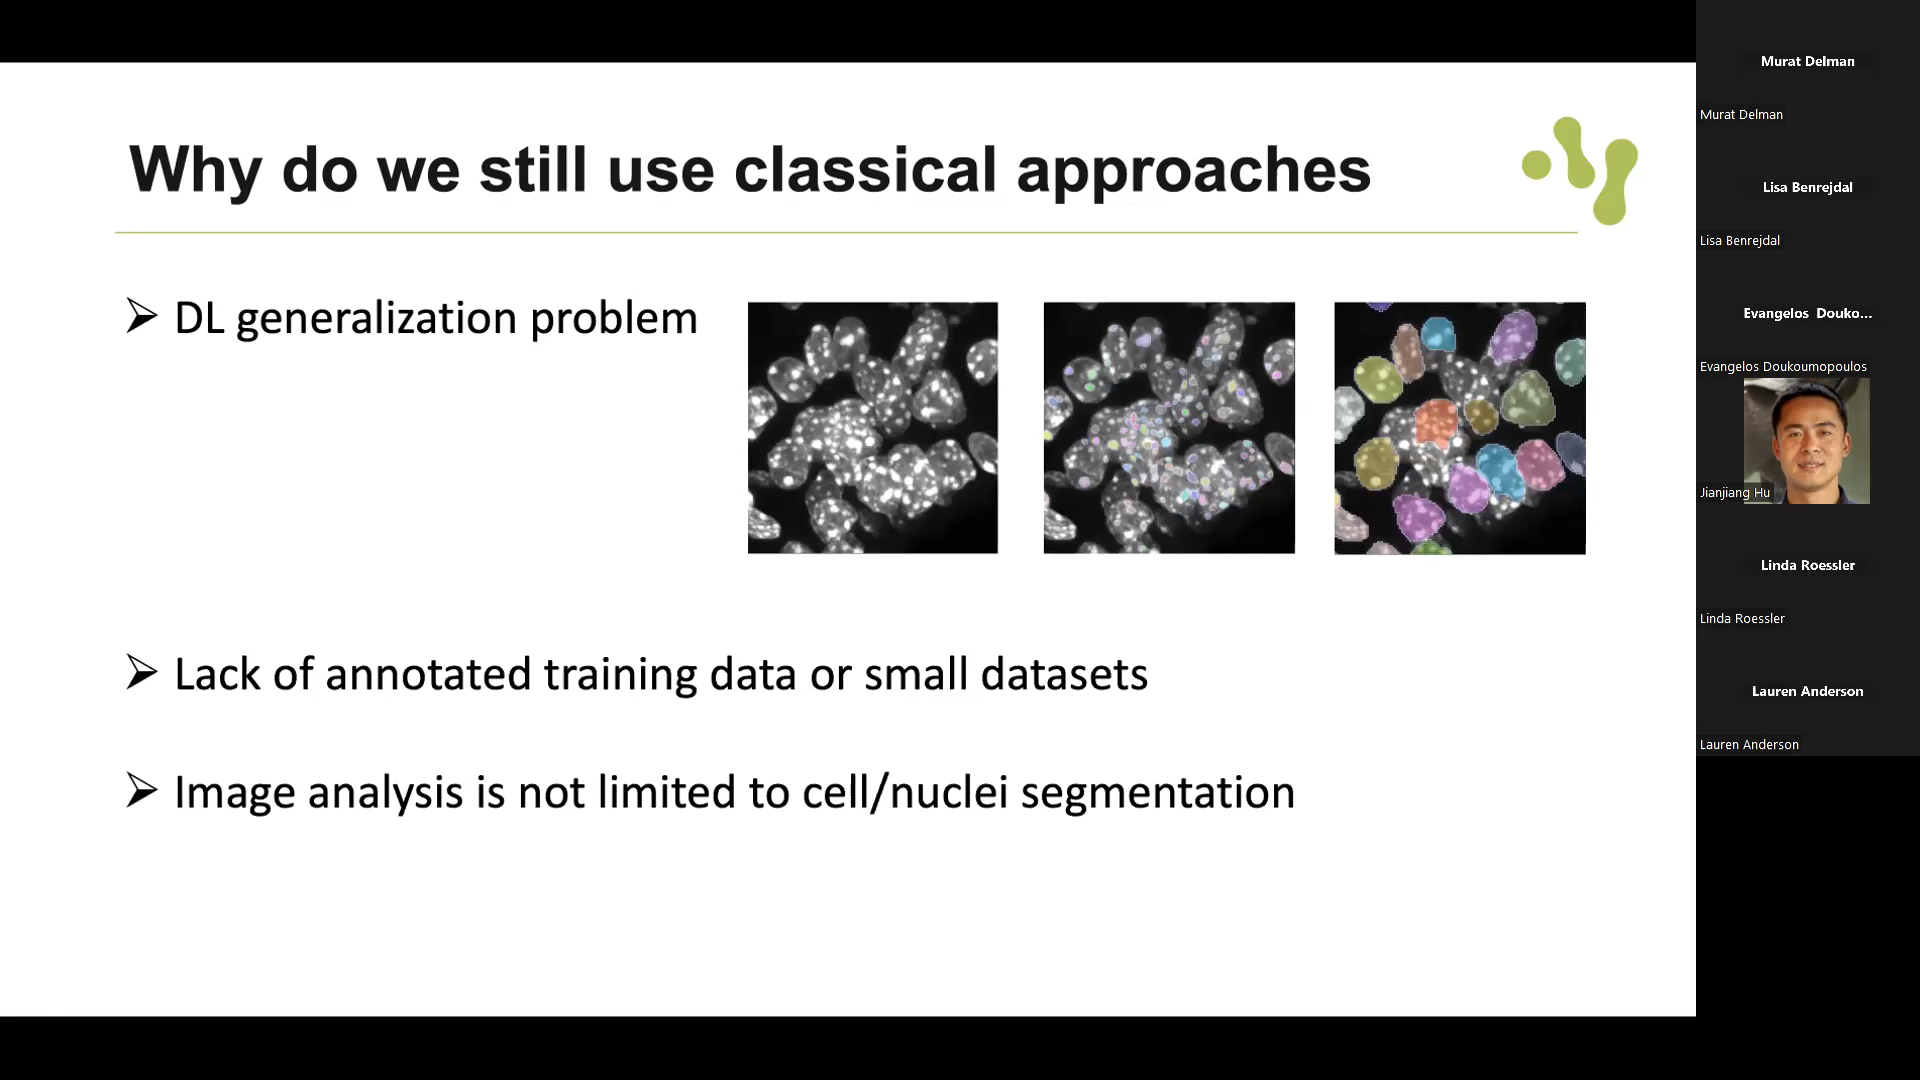 Why do we still use classical approaches
DL generalization problem
Lack of annotated training data or small datasets
Image analysis is not limited to cell/nuclei segmentation
Murat Delman
Murat Delman
Lisa Benrejdal
Lisa Benrejdal
Evangelos Douko...
Evangelos Doukoumopoulos
Jianjiang Hu
Linda Roessler
Linda Roessler
Lauren Anderson
Lauren Anderson